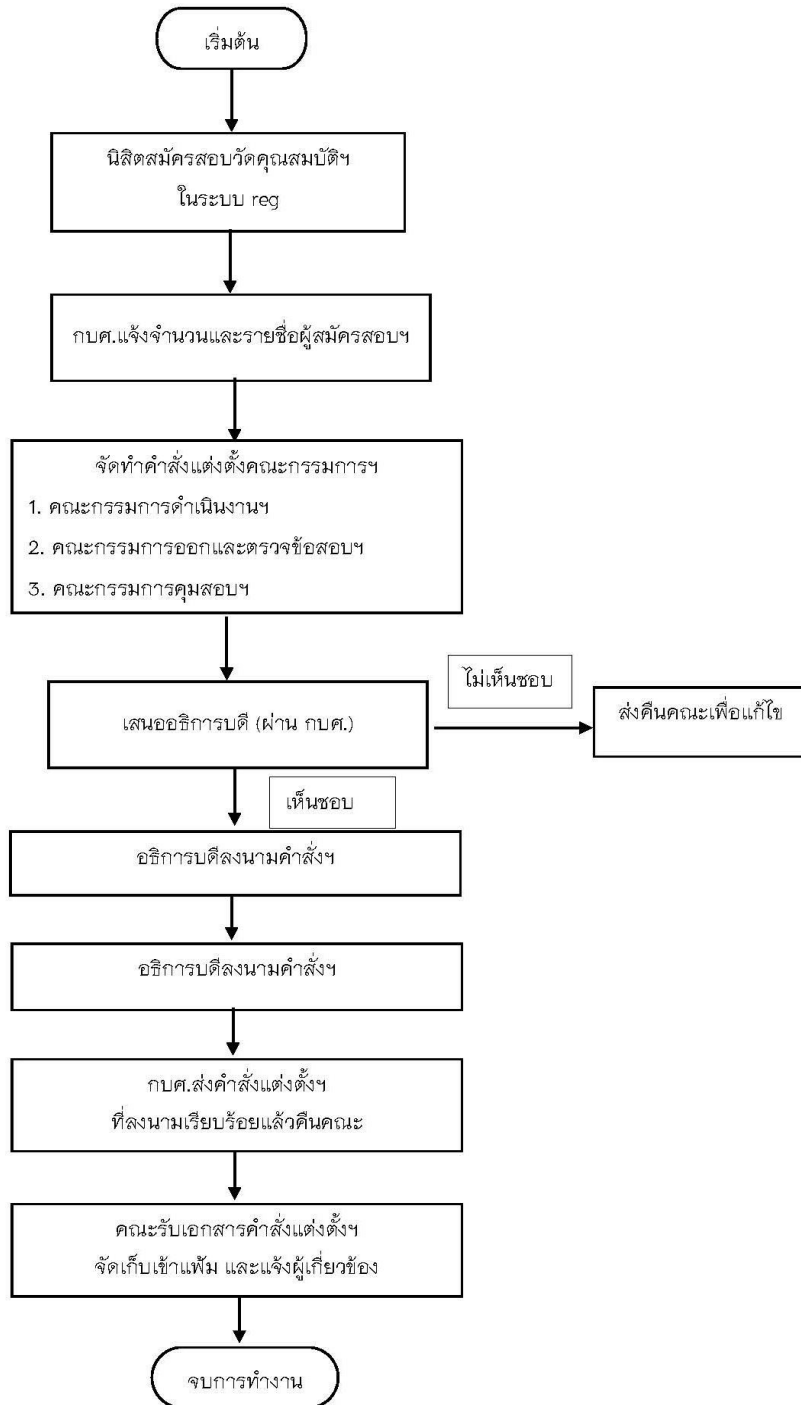 เริ่มต้น
นิสิตสมัครสอบวัดคุณสมบัติฯ
ในระบบ reg
กบศ.แจ้งจำนวนและรายชื่อผู้สมัครสอบฯ
จัดทำคำสั่งแต่งตั้งคณะกรรมการฯ
1. คณะกรรมการดำเนินงานฯ
2. คณะกรรมการออกและตรวจข้อสอบฯ
3. คณะกรรมการคุมสอบฯ
เสนออธิการบดี (ผ่าน กบศ.)
ไม่เห็นชอบ
ส่งคืนคณะเพื่อแก้ไข
เห็นชอบ
อธิการบดีลงนามคำสั่งฯ
อธิการบดีลงนามคำสั่งฯ
กบศ.ส่งคำสั่งแต่งตั้งฯ
ที่ลงนามเรียบร้อยแล้วคืนคณะ
คณะรับเอกสารคำสั่งแต่งตั้งฯ
จัดเก็บเข้าแฟ้ม และแจ้งผู้เกี่ยวข้อง
จบการทำงาน